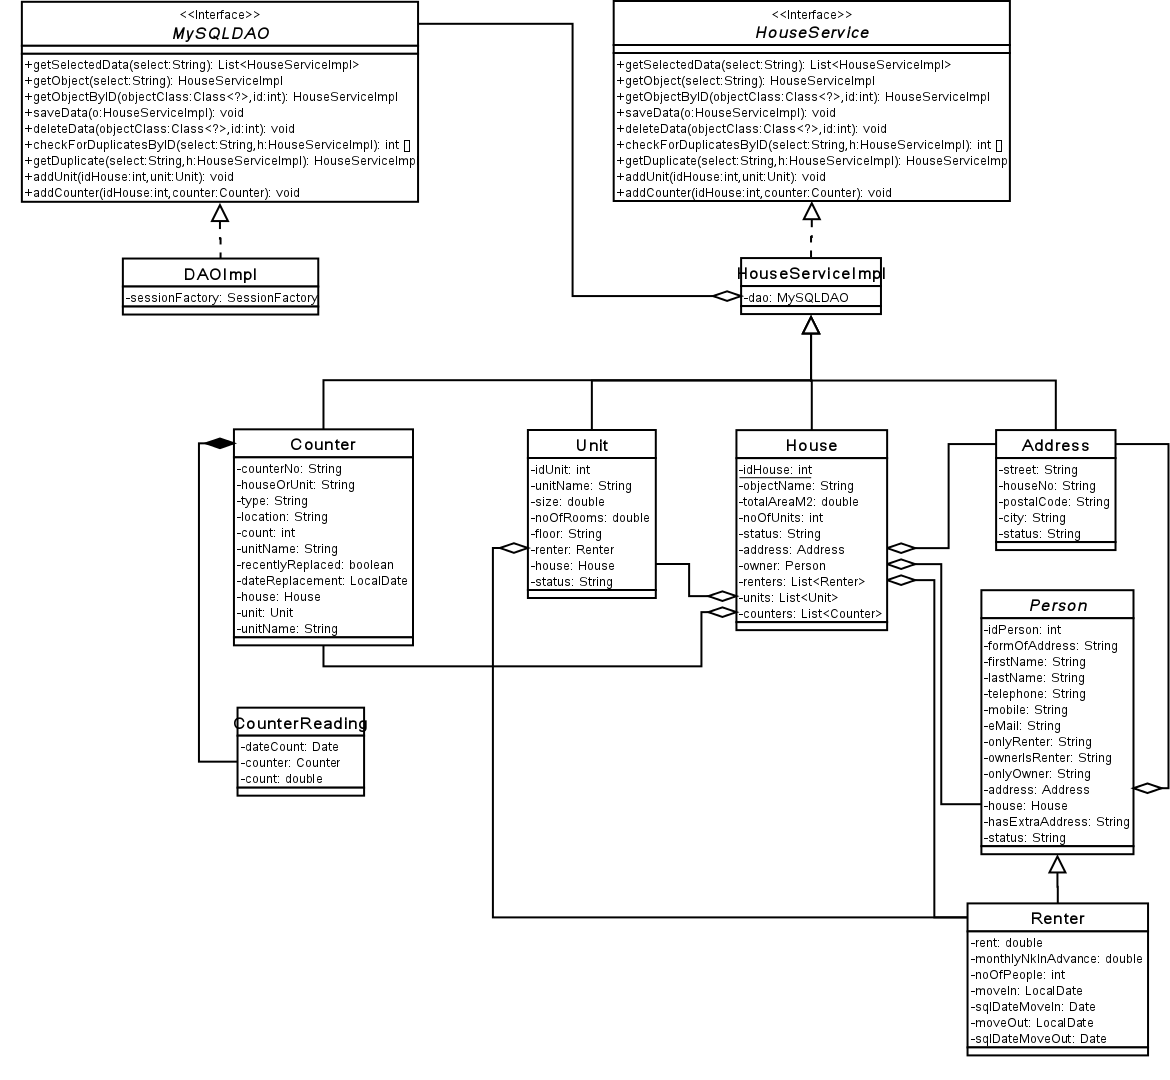 <<Interface>>
MySQLDAO
+getSelectedData(select:String): List<HouseServiceImpl>
+getObject(select:String): HouseServiceImpl
+getObjectByID(objectClass:Class<?>,id:int): HouseServiceImpl
+saveData(o:HouseServiceImpl): void
+deleteData(objectClass:Class<?>,id:int): void
+checkForDuplicatesByID(select:String,h:HouseServiceImpl): int []
+getDuplicate(select:String,h:HouseServiceImpl): HouseServiceImp
+addUnit(idHouse:int,unit:Unit): void
+addCounter(idHouse:int,counter:Counter): void
<<Interface>>
HouseService
+getSelectedData(select:String): List<HouseServiceImpl>
+getObject(select:String): HouseServiceImpl
+getObjectByID(objectClass:Class<?>,id:int): HouseServiceImpl
+saveData(o:HouseServiceImpl): void
+deleteData(objectClass:Class<?>,id:int): void
+checkForDuplicatesByID(select:String,h:HouseServiceImpl): int []
+getDuplicate(select:String,h:HouseServiceImpl): HouseServiceImp
+addUnit(idHouse:int,unit:Unit): void
+addCounter(idHouse:int,counter:Counter): void
DAOImpl
-sessionFactory: SessionFactory
HouseServiceImpl
-dao: MySQLDAO
Counter
-counterNo: String
-houseOrUnit: String
-type: String
-location: String
-count: int
-unitName: String
-recentlyReplaced: boolean
-dateReplacement: LocalDate
-house: House
-unit: Unit
-unitName: String
Unit
-idUnit: int
-unitName: String
-size: double
-noOfRooms: double
-floor: String
-renter: Renter
-house: House
-status: String
House
-idHouse: int
-objectName: String
-totalAreaM2: double
-noOfUnits: int
-status: String
-address: Address
-owner: Person
-renters: List<Renter>
-units: List<Unit>
-counters: List<Counter>
Address
-street: String
-houseNo: String
-postalCode: String
-city: String
-status: String
Person
-idPerson: int
-formOfAddress: String
-firstName: String
-lastName: String
-telephone: String
-mobile: String
-eMail: String
-onlyRenter: String
-ownerIsRenter: String
-onlyOwner: String
-address: Address
-house: House
-hasExtraAddress: String
-status: String
CounterReading
-dateCount: Date
-counter: Counter
-count: double
Renter
-rent: double
-monthlyNkInAdvance: double
-noOfPeople: int
-moveIn: LocalDate
-sqlDateMoveIn: Date
-moveOut: LocalDate
-sqlDateMoveOut: Date